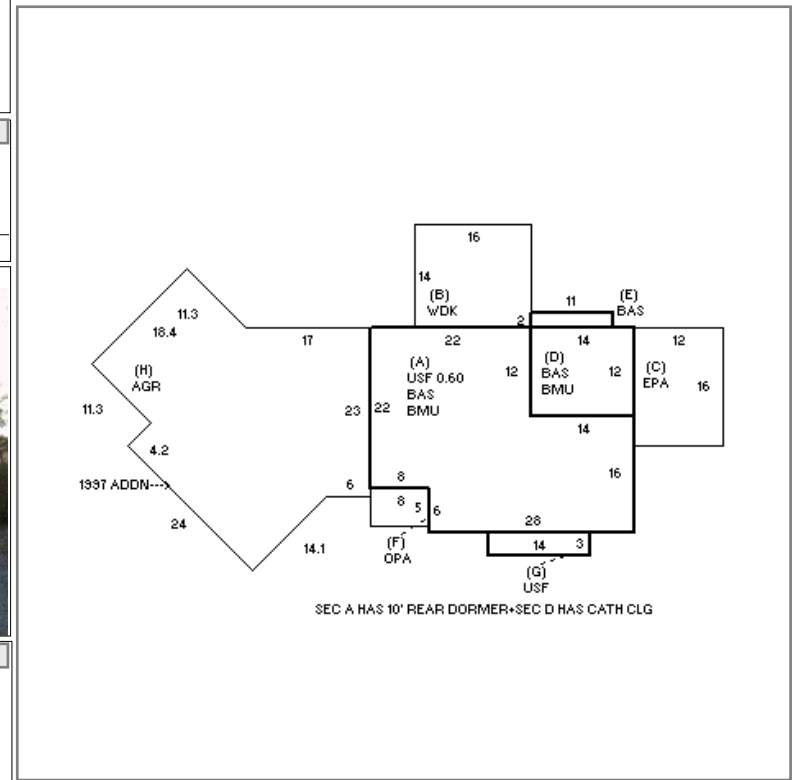 16
14
(B)
WDK
11
(E)
BAS
2
11.3
18.4
17
22
14
12
(H)
AGR
(A)
USF 0.60
BAS
BMU
12
(D)
BAS
BMU
12
(C)
EPA
16
11.3
23
22
14
4.2
16
1997 ADDN--->
6
8
8
5
6
24
28
14.1
(F)
OPA
14
3
(G)
USF
SEC A HAS 10' REAR DORMER+SEC D HAS CATH CLG